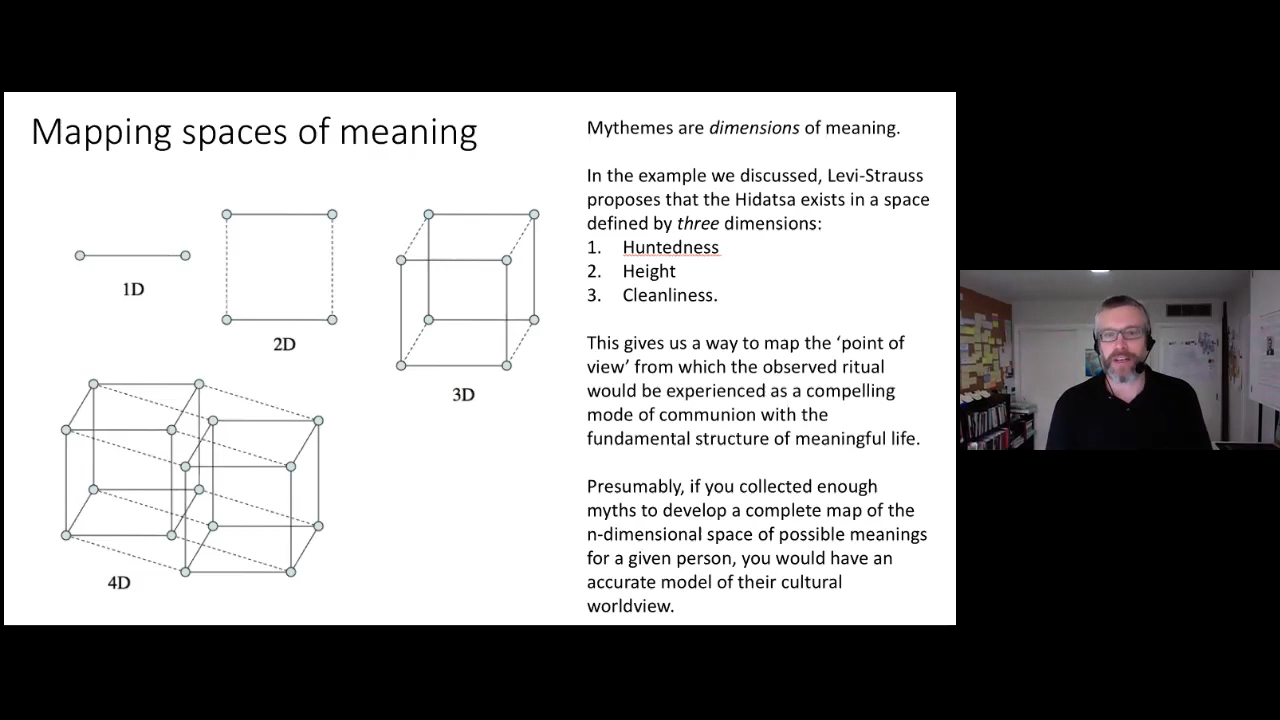 Mapping spaces of meaning
1D
2D
3D
4D
Mythemes are dimensions of meaning.
In the example we discussed, Levi-Strauss
proposes that the Hidatsa exists in a space
defined by three dimensions:
1. Huntedness
2. Height
3. Cleanliness.
This gives us a way to map the ‘point of
view’ from which the observed ritual
would be experienced as a compelling
mode of communion with the
fundamental structure of meaningful life.
Presumably, if you collected enough
myths to develop a complete map of the
n-dimensional space of possible meanings
for a given person, you would have an
accurate model of their cultural
worldview.